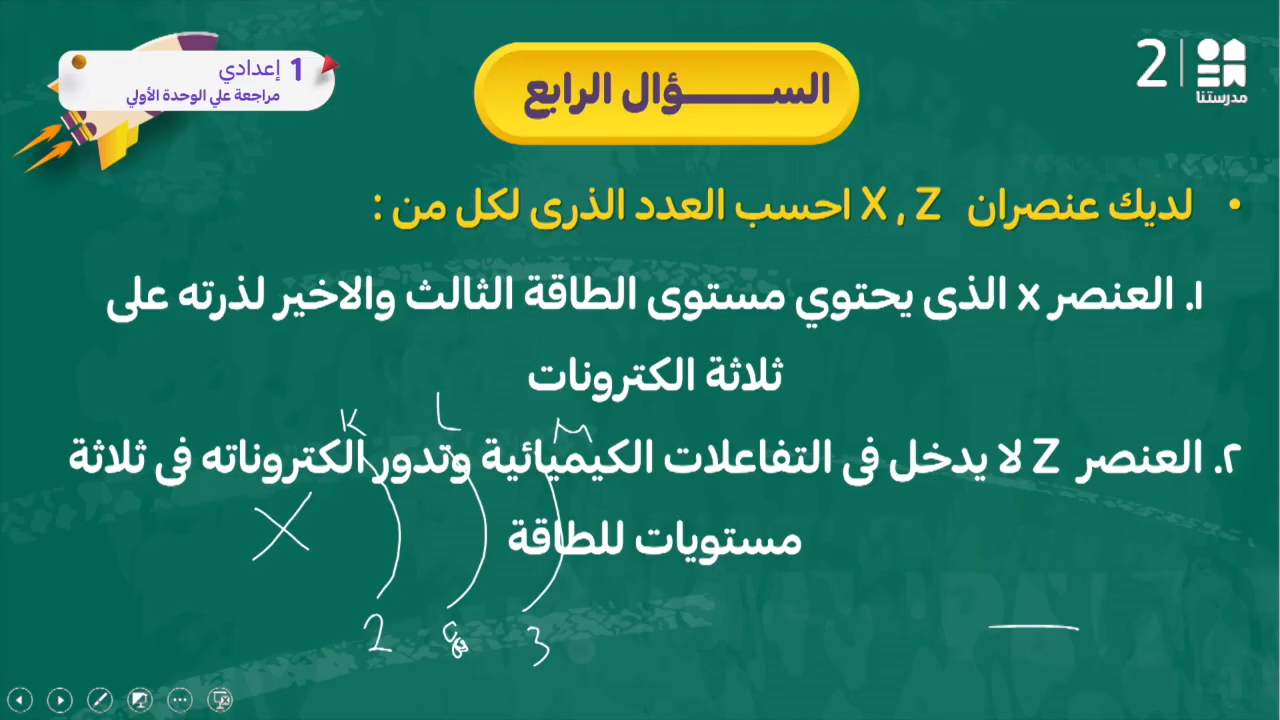 1 إعدادي
مراجعة علي الوحدة الأولي
الســـــــــؤال الرابع
2
مدرستنا
• لديك عنصران X , Z احسب العدد الذرى لكل من :
١. العنصر x الذى يحتوي مستوى الطاقة الثالث والاخير لذرته على
ثلاثة الكترونات
K L M
٢. العنصر Z لا يدخل فى التفاعلات الكيميائية وتدور الكتروناته فى ثلاثة
مستويات للطاقة
X
2 8 3